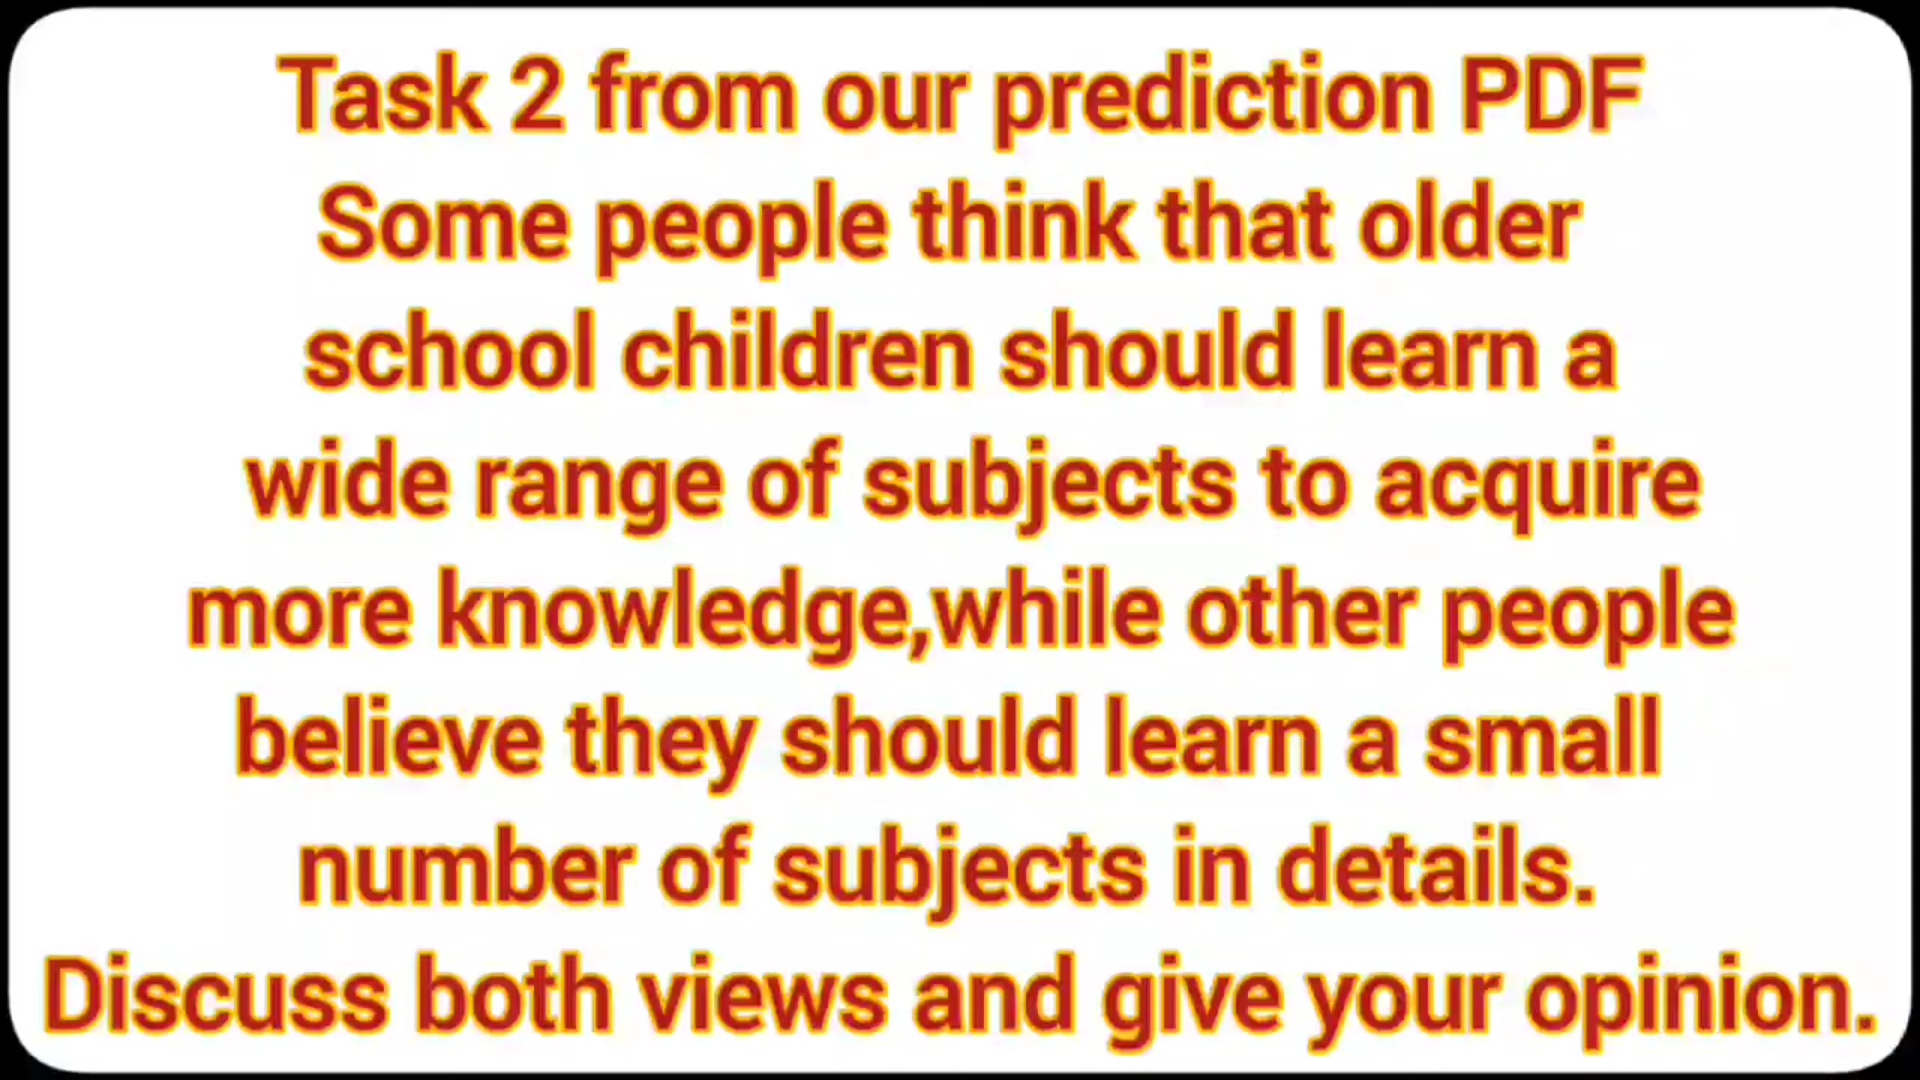 Task 2 from our prediction PDF
Some people think that older
school children should learn a
wide range of subjects to acquire
more knowledge,while other people
believe they should learn a small
number of subjects in details.
Discuss both views and give your opinion.